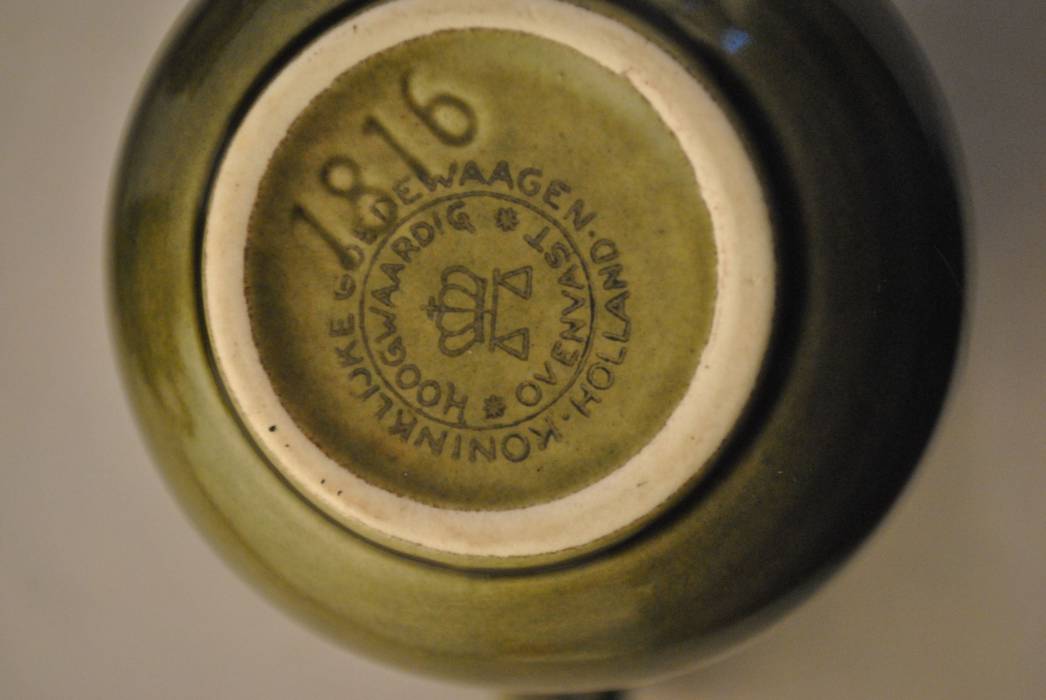 1816
KONINKLIJKE GOEDEWAAGEN · HOLLAND ·
HOOGWAARDIG * OVENVAST *